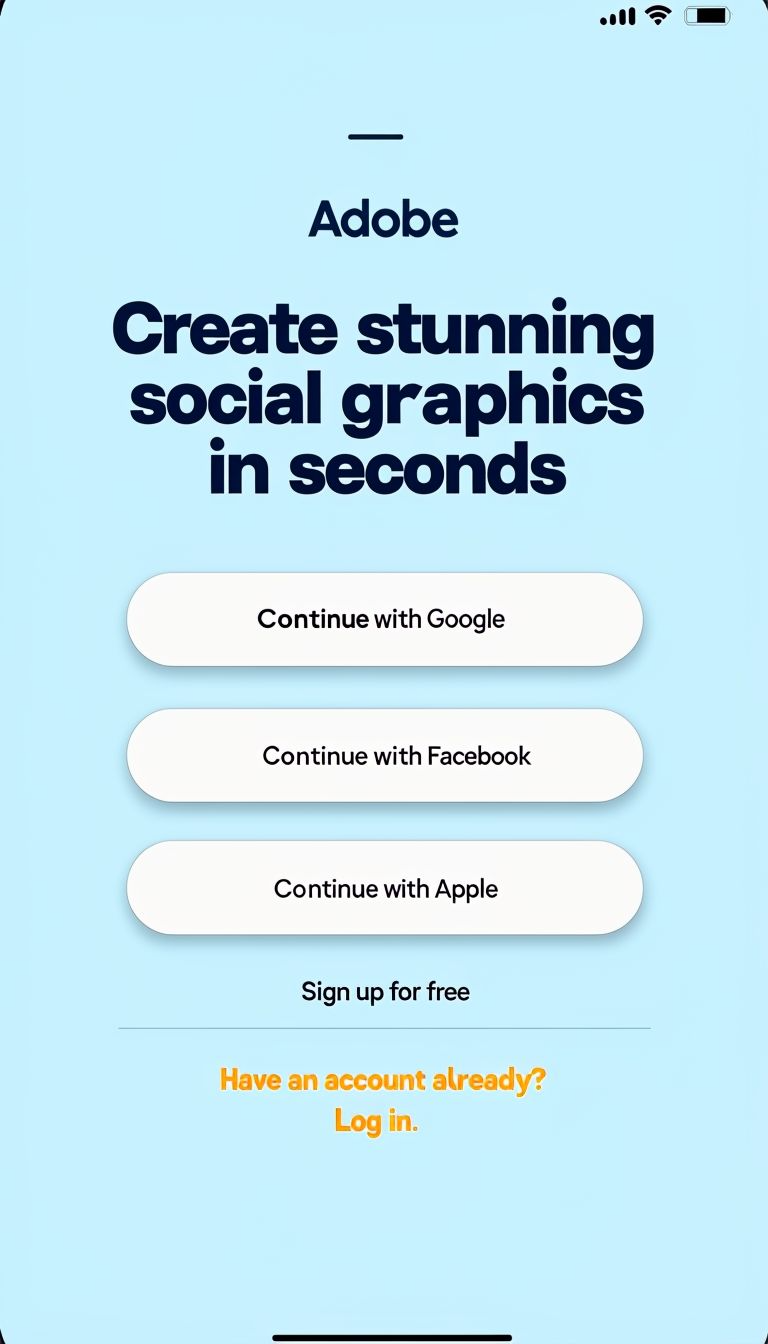 Adobe
Create stunning
social graphics
in seconds
Continue with Google
Continue with Facebook
Continue with Apple
Sign up for free
Have an account already?
Log in.